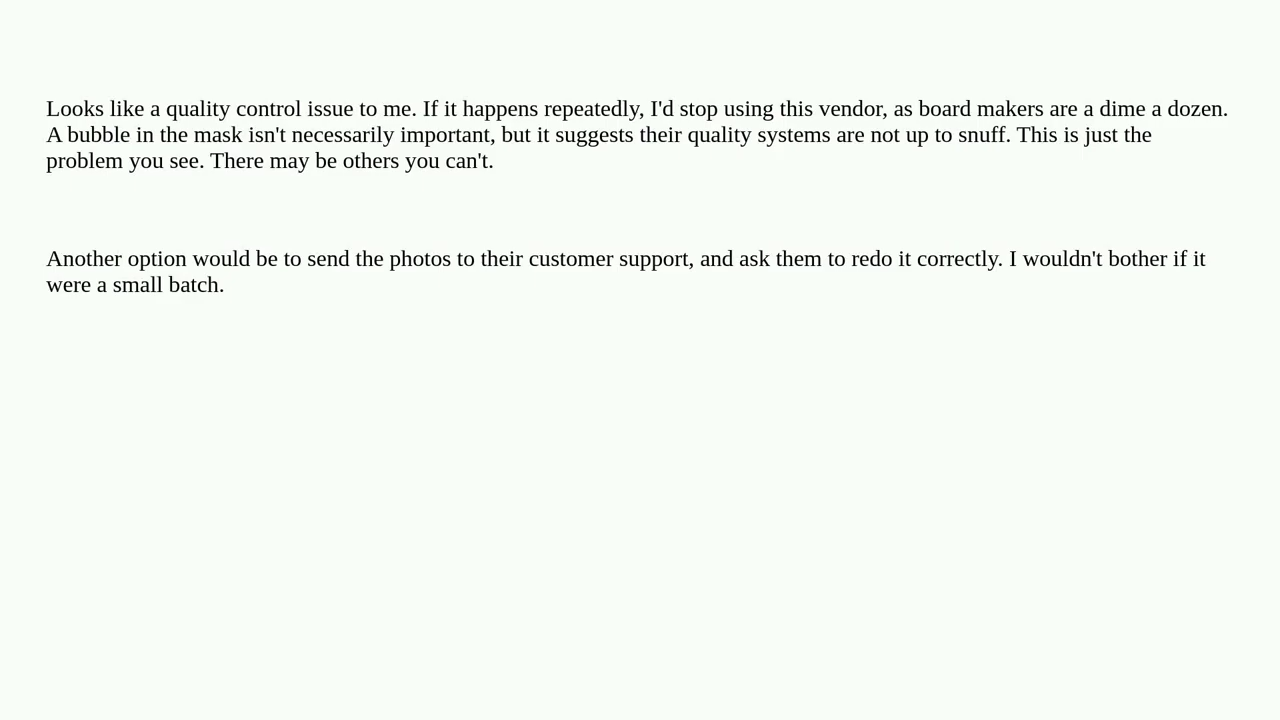 Looks like a quality control issue to me. If it happens repeatedly, I'd stop using this vendor, as board makers are a dime a dozen.
A bubble in the mask isn't necessarily important, but it suggests their quality systems are not up to snuff. This is just the
problem you see. There may be others you can't.
Another option would be to send the photos to their customer support, and ask them to redo it correctly. I wouldn't bother if it
were a small batch.